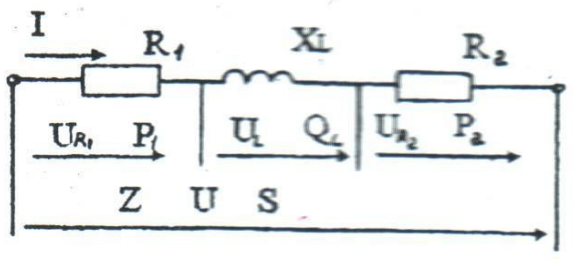 I R₁ XL R₂
UR₁ P₁ UL QL UR₂ P₂
Z U S